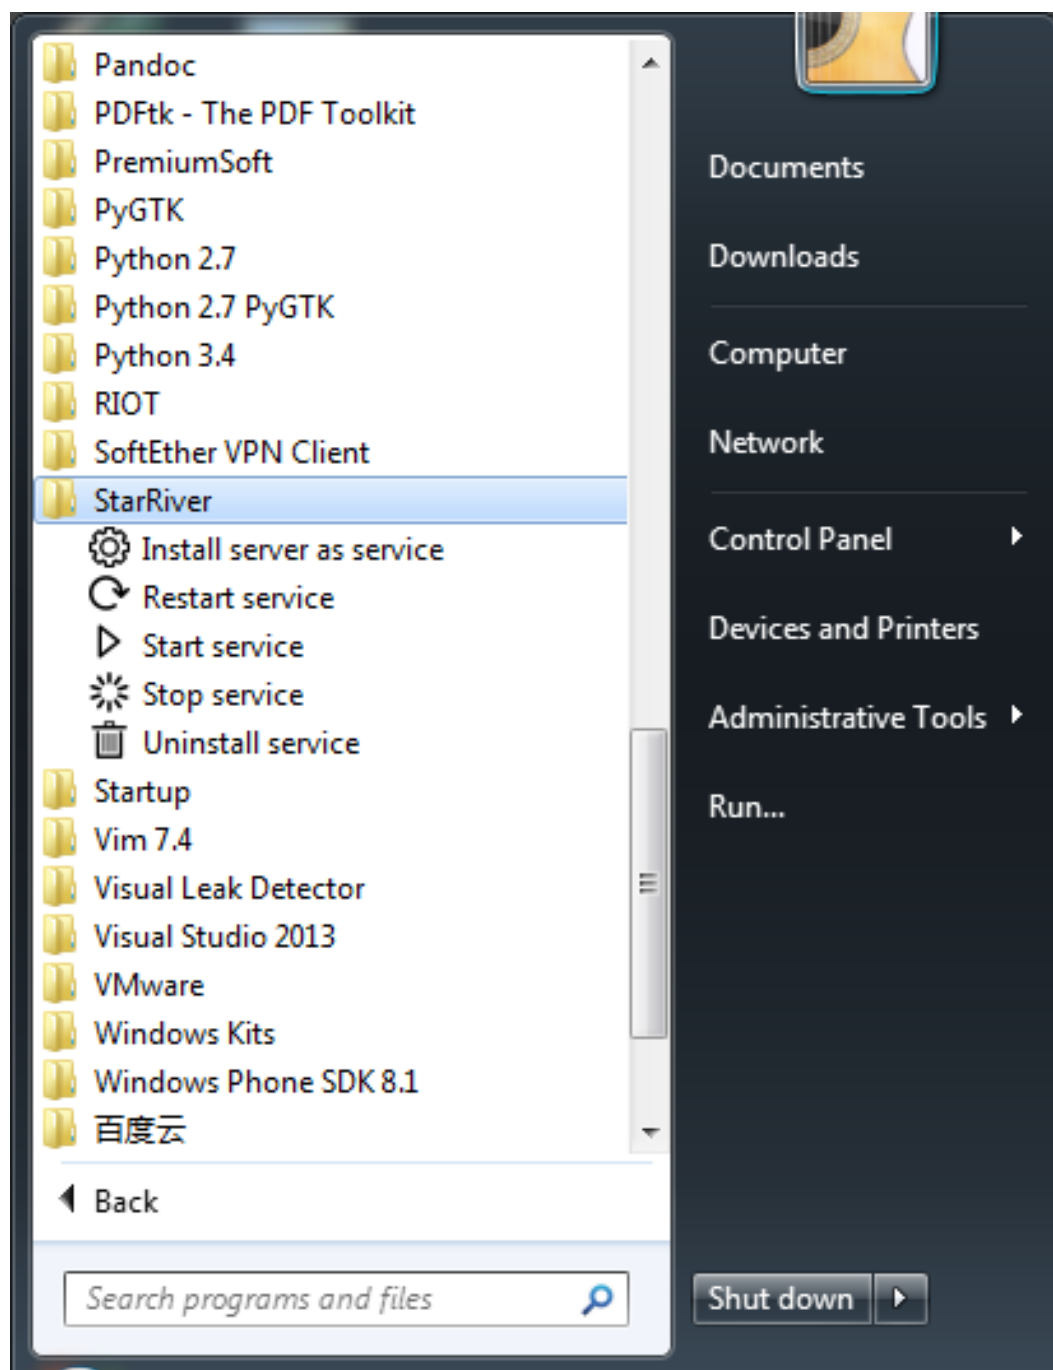 Pandoc
PDFtk - The PDF Toolkit
PremiumSoft
PyGTK
Python 2.7
Python 2.7 PyGTK
Python 3.4
RIOT
SoftEther VPN Client
StarRiver
Install server as service
Restart service
Start service
Stop service
Uninstall service
Startup
Vim 7.4
Visual Leak Detector
Visual Studio 2013
VMware
Windows Kits
Windows Phone SDK 8.1
百度云
Back
Search programs and files
Documents
Downloads
Computer
Network
Control Panel
Devices and Printers
Administrative Tools
Run...
Shut down